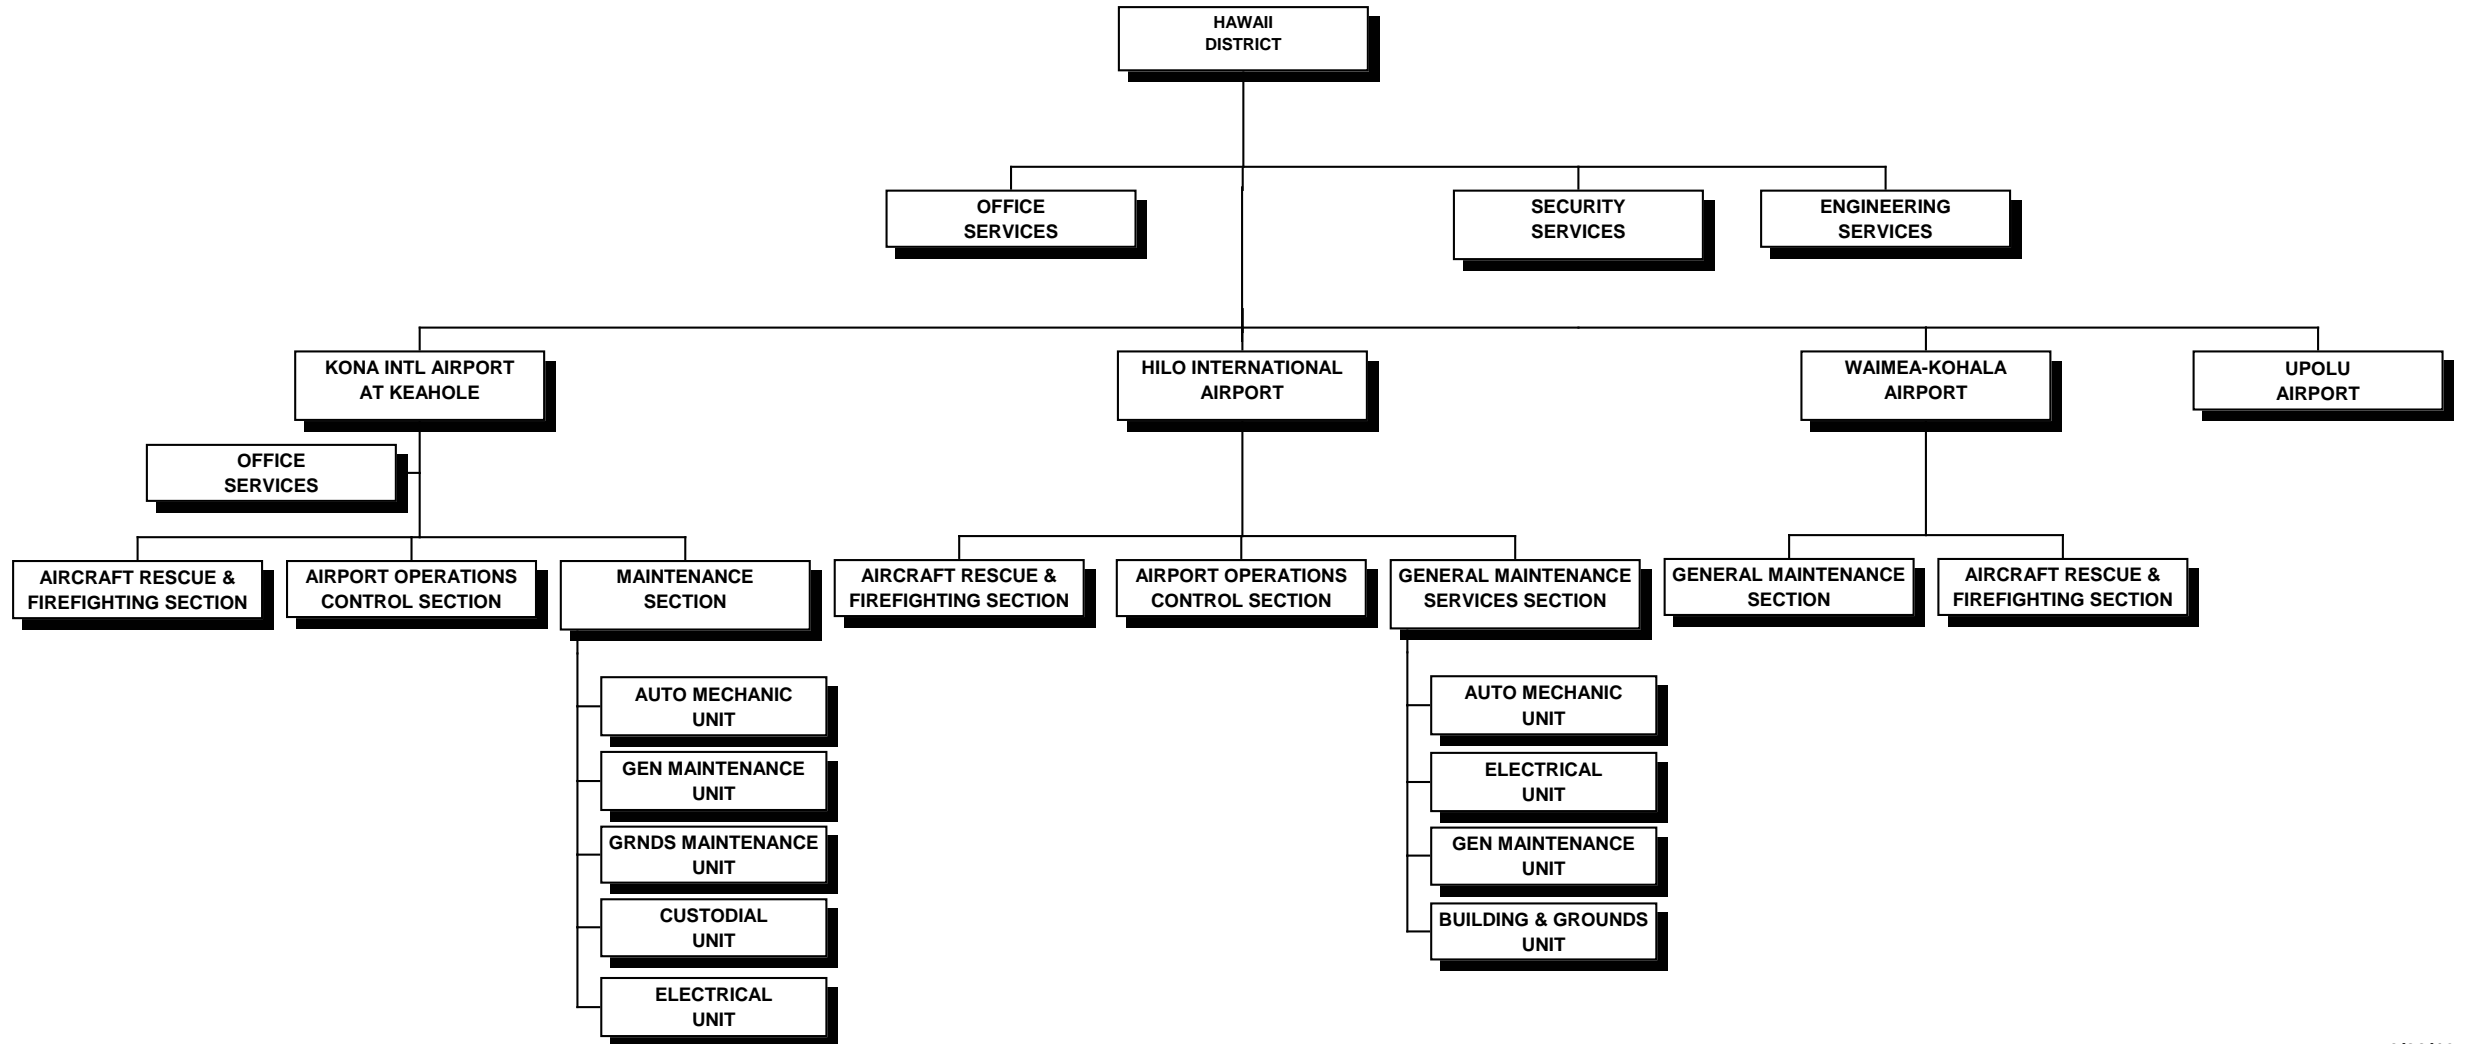 HAWAII
DISTRICT
OFFICE
SERVICES
SECURITY
SERVICES
ENGINEERING
SERVICES
KONA INTL AIRPORT
AT KEAHOLE
HILO INTERNATIONAL
AIRPORT
WAIMEA-KOHALA
AIRPORT
UPOLU
AIRPORT
OFFICE
SERVICES
AIRCRAFT RESCUE &
FIREFIGHTING SECTION
AIRPORT OPERATIONS
CONTROL SECTION
MAINTENANCE
SECTION
AIRCRAFT RESCUE &
FIREFIGHTING SECTION
AIRPORT OPERATIONS
CONTROL SECTION
GENERAL MAINTENANCE
SERVICES SECTION
GENERAL MAINTENANCE
SECTION
AIRCRAFT RESCUE &
FIREFIGHTING SECTION
AUTO MECHANIC
UNIT
GEN MAINTENANCE
UNIT
GRNDS MAINTENANCE
UNIT
CUSTODIAL
UNIT
ELECTRICAL
UNIT
AUTO MECHANIC
UNIT
ELECTRICAL
UNIT
GEN MAINTENANCE
UNIT
BUILDING & GROUNDS
UNIT